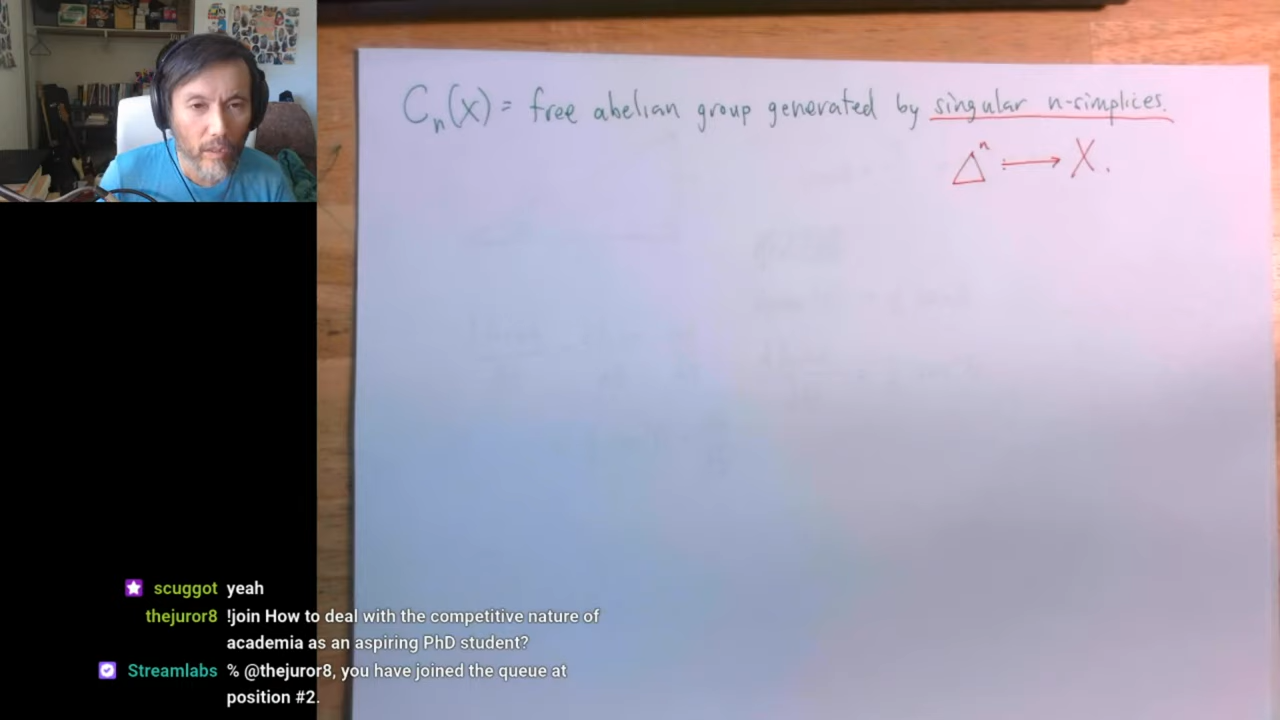 Cₙ(X) = free abelian group generated by singular n-simplices.
Δⁿ ⟼ X.
scuggot yeah
thejuror8 !join How to deal with the competitive nature of
academia as an aspiring PhD student?
Streamlabs % @thejuror8, you have joined the queue at
position #2.